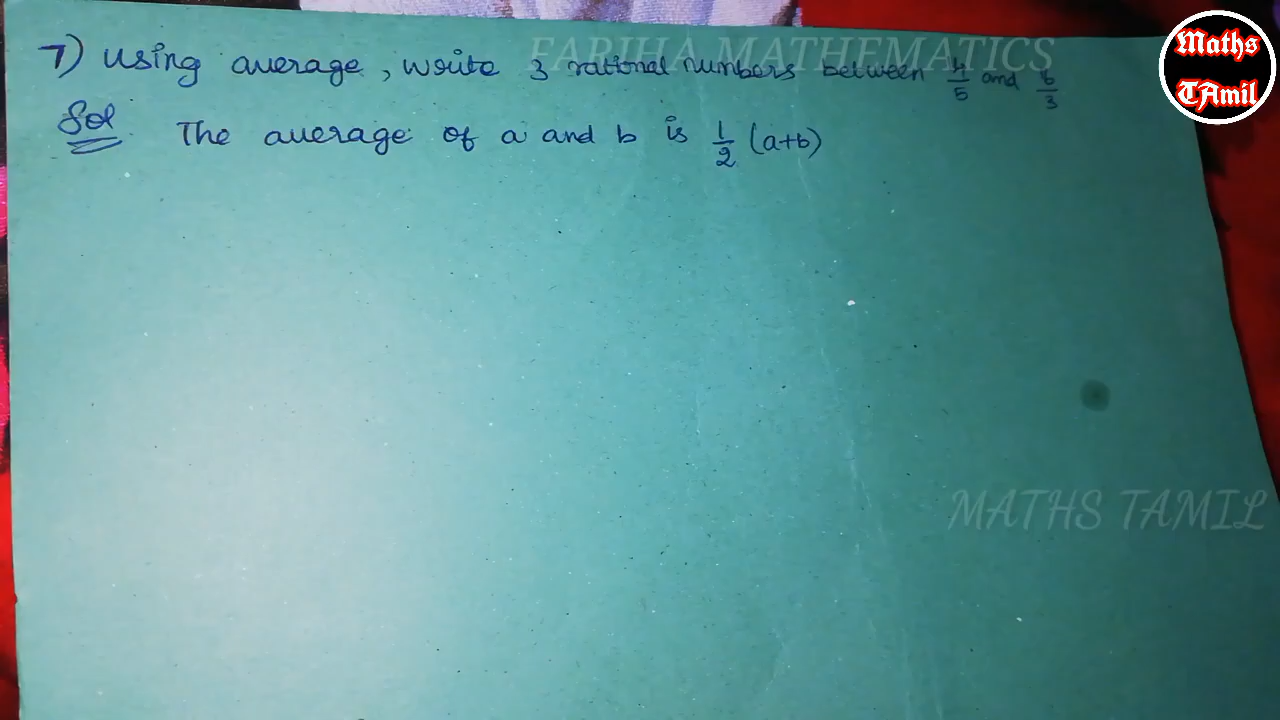 FARIHA MATHEMATICS
Maths
TAmil
7) Using average, write 3 rational numbers between 4/5 and 6/3
Sol The average of a and b is 1/2 (a+b)
MATHS TAMIL